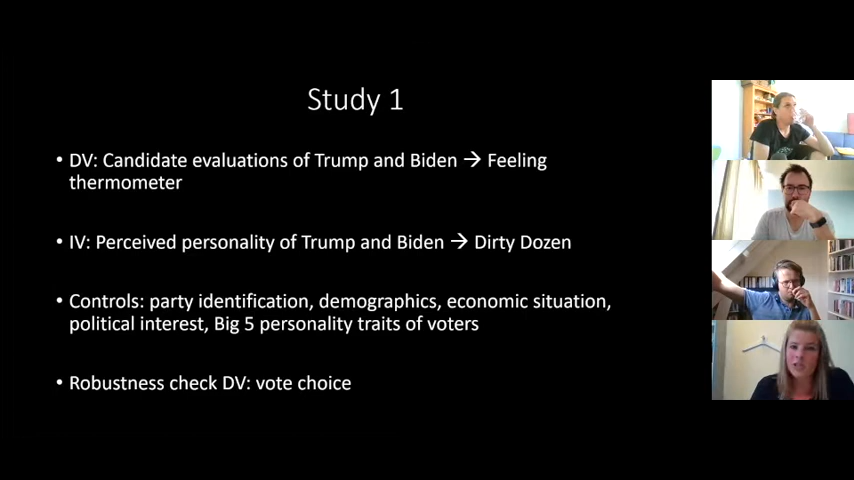 Study 1
• DV: Candidate evaluations of Trump and Biden → Feeling
thermometer
• IV: Perceived personality of Trump and Biden → Dirty Dozen
• Controls: party identification, demographics, economic situation,
political interest, Big 5 personality traits of voters
• Robustness check DV: vote choice